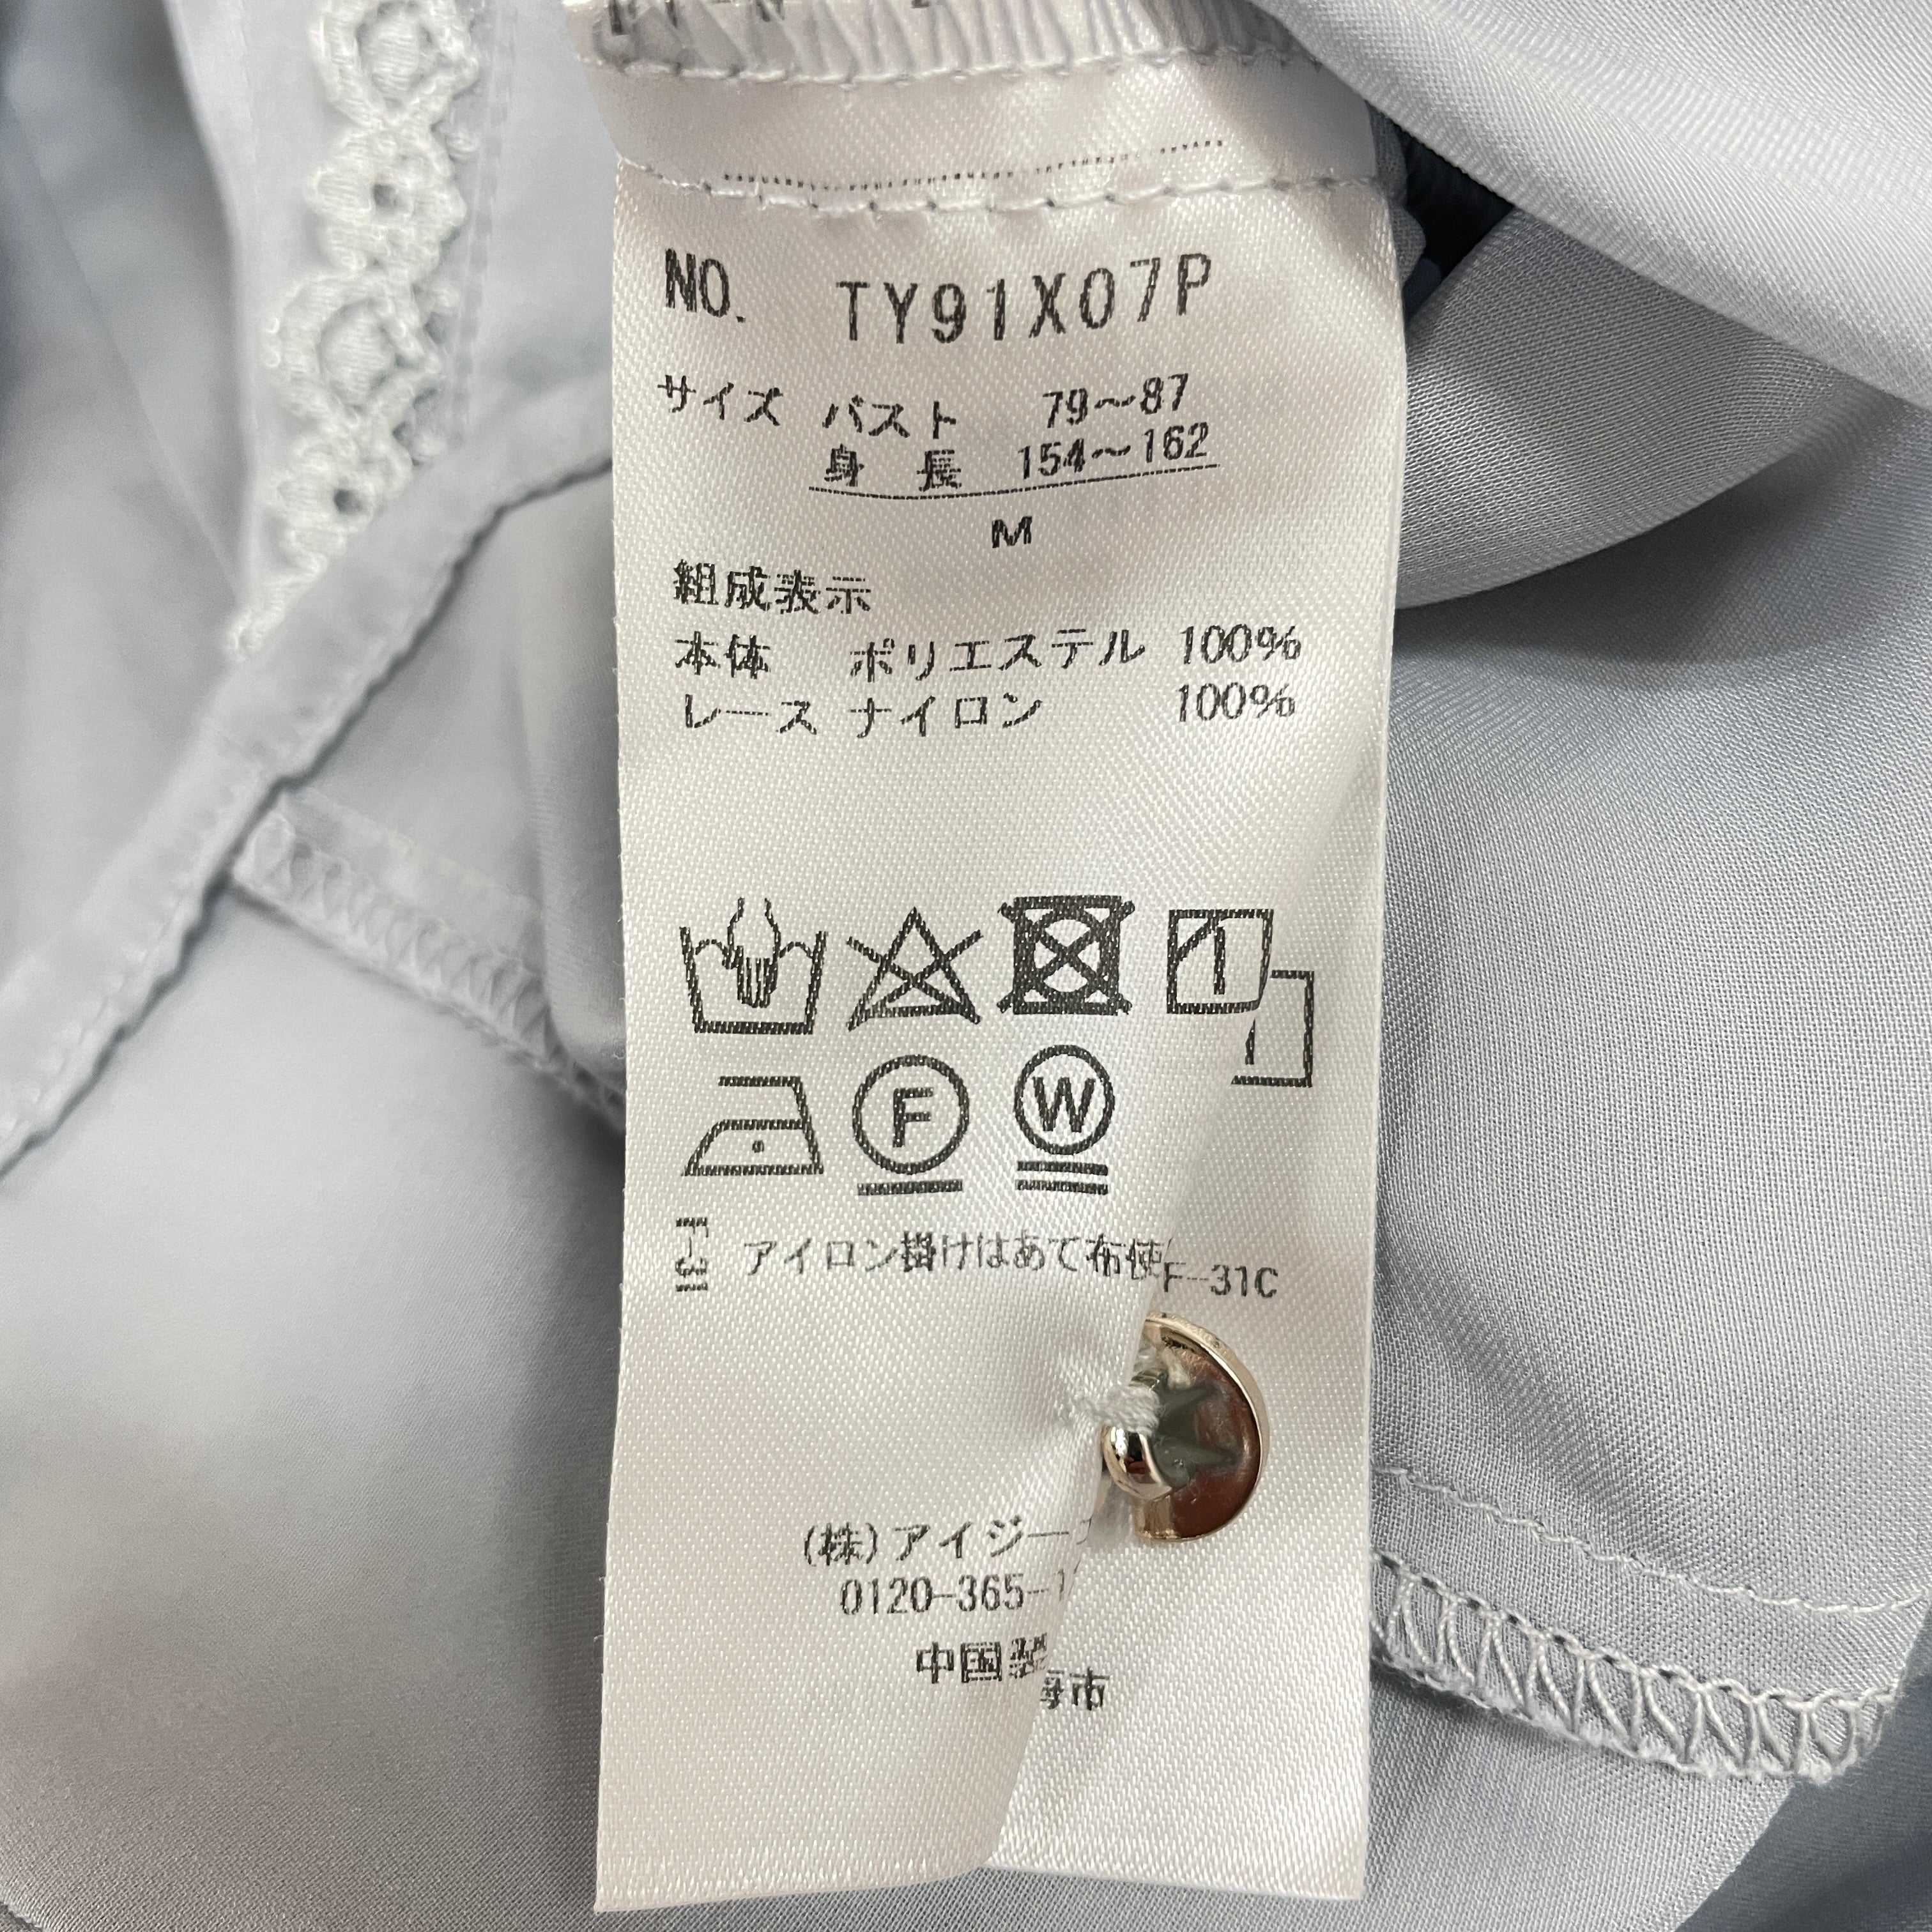 NO. TY91X07P
サイズ バスト 79～87
身長 154～162
M
組成表示
本体 ポリエステル 100%
レース ナイロン 100%
F
W
アイロン掛けはあて布使
F-31C
(株)アイジー
0120-365-
中国製
海市